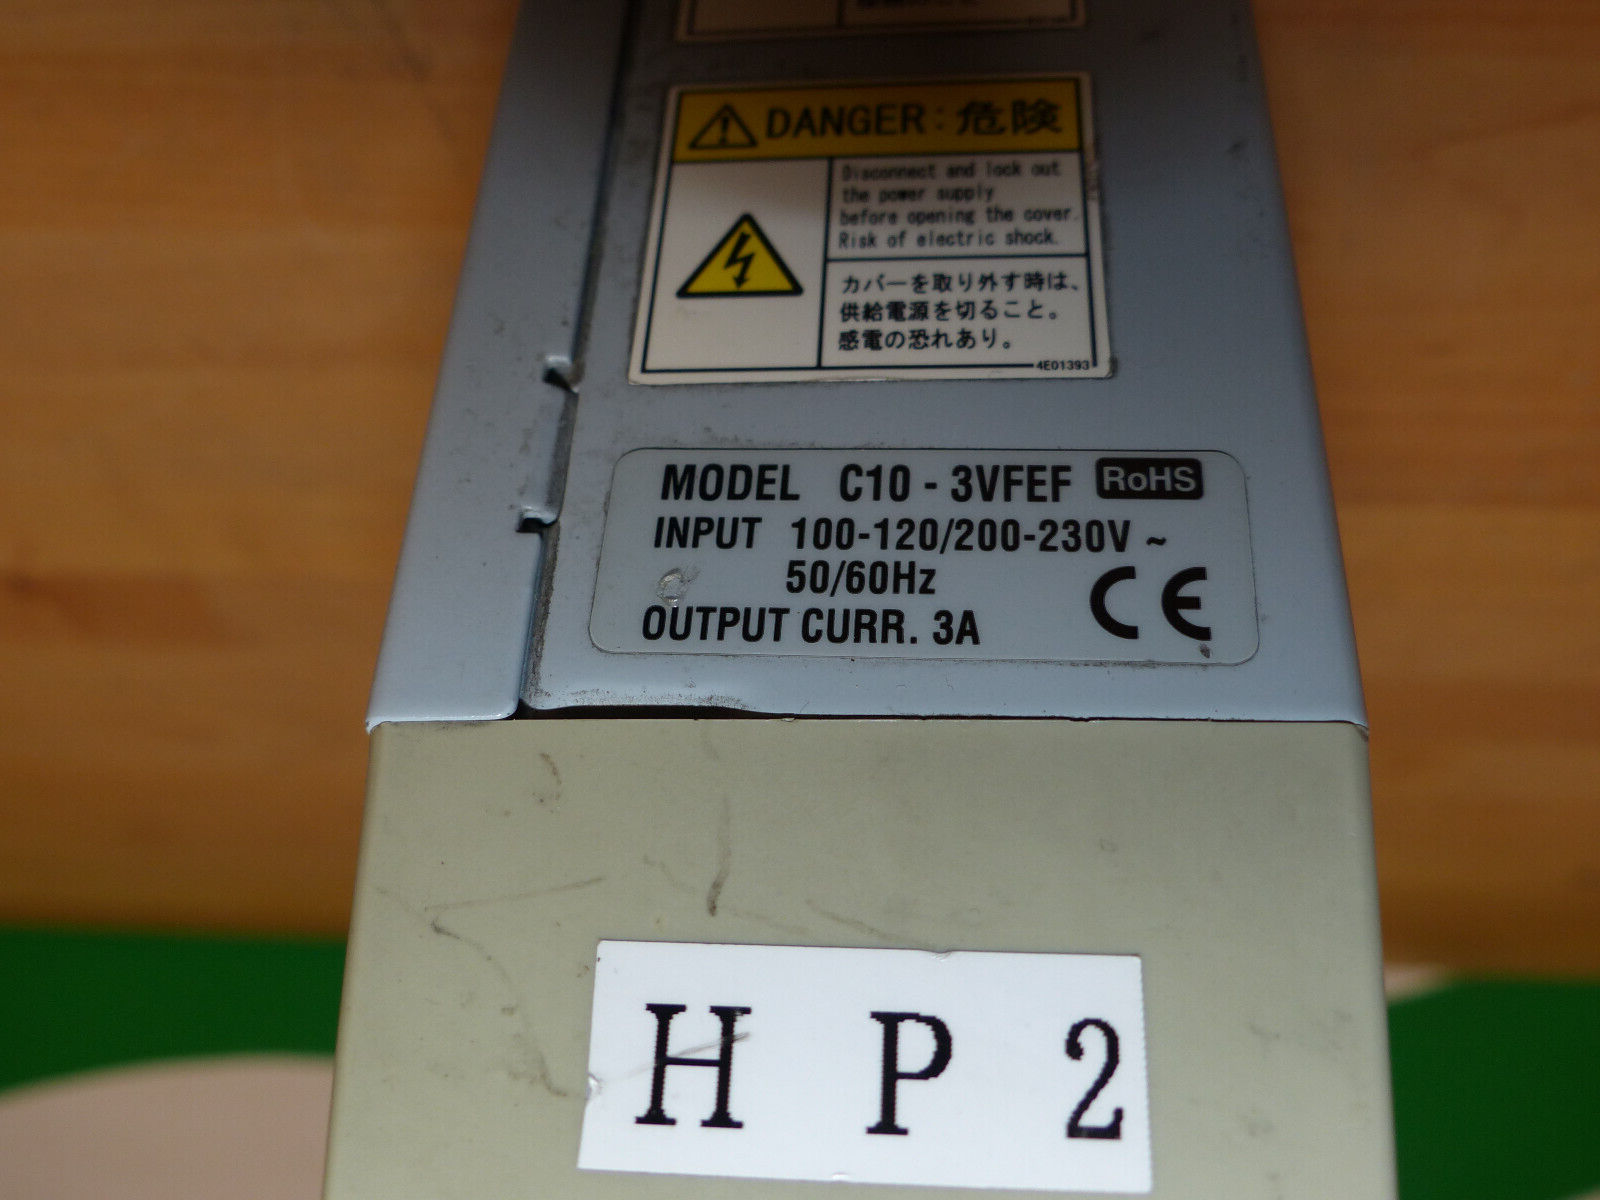 DANGER:危険
Disconnect and lock out
the power supply
before opening the cover.
Risk of electric shock.
カバーを取り外す時は、
供給電源を切ること。
感電の恐れあり。
4E01393
MODEL C10 - 3VFEF RoHS
INPUT 100-120/200-230V ~
50/60Hz
OUTPUT CURR. 3A
CE
H P 2